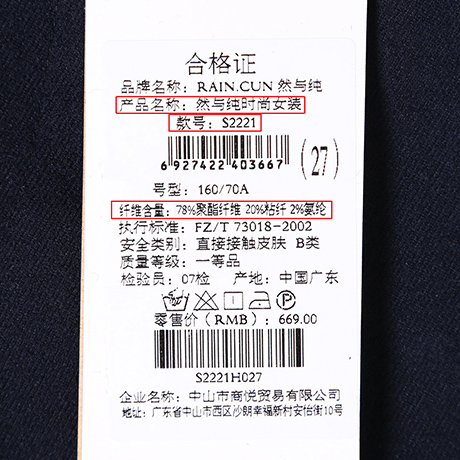 合格证
品牌名称：RAIN.CUN 然与纯
产品名称：然与纯时尚女装
款号：S2221
6 927422 403667
(27)
号型：160/70A
纤维含量：78%聚酯纤维 20%粘纤 2%氨纶
执行标准：FZ/T 73018-2002
安全类别：直接接触皮肤 B类
质量等级：一等品
检验员：07检 产地：中国广东
零售价（RMB）：669.00
S2221H027
企业名称：中山市商悦贸易有限公司
地址：广东省中山市西区沙朗幸福新村安怡街10号